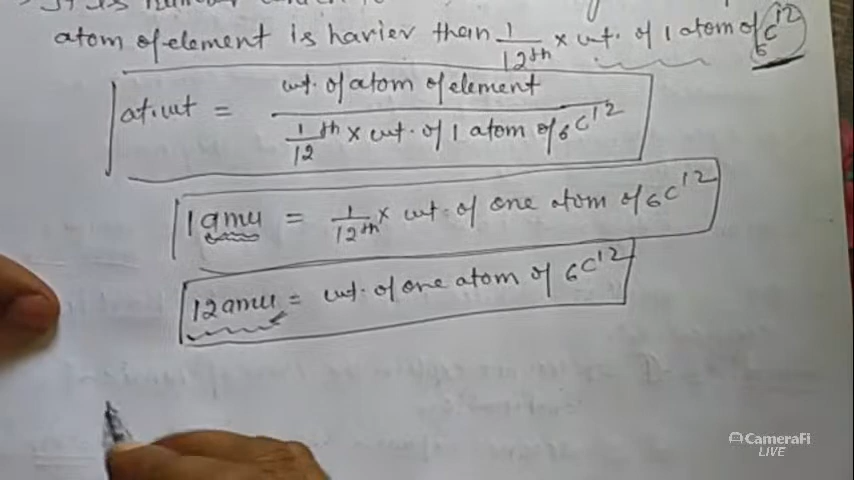 number
atom of element is havier than 1/12th × wt. of 1 atom of 6C12
at.wt = wt. of atom of element / 1/12th × wt. of 1 atom of 6C12
1amu = 1/12th × wt. of one atom of 6C12
12amu = wt. of one atom of 6C12
CameraFi
LIVE